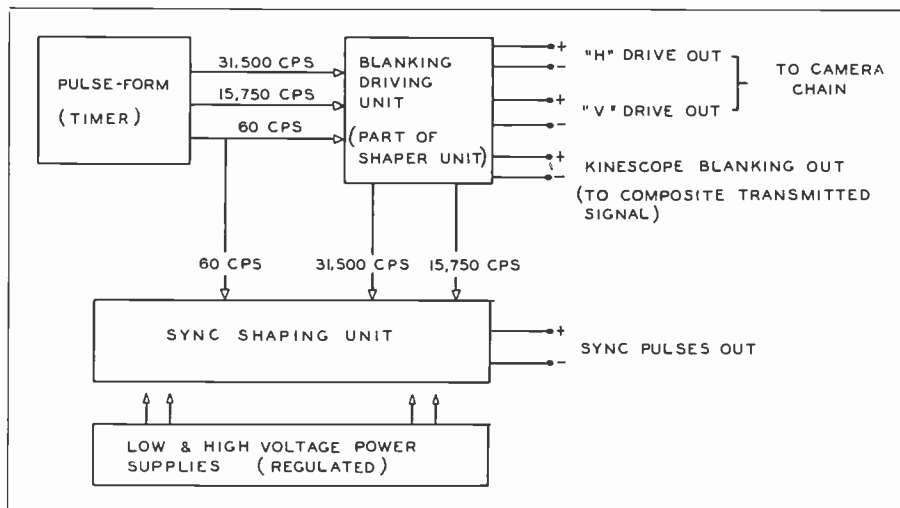 PULSE-FORM
(TIMER)
31,500 CPS
15,750 CPS
60 CPS
BLANKING
DRIVING
UNIT
(PART OF
SHAPER UNIT)
+
"H" DRIVE OUT
−
+
"V" DRIVE OUT
−
TO CAMERA
CHAIN
+
KINESCOPE BLANKING OUT
−
(TO COMPOSITE TRANSMITTED
SIGNAL)
60 CPS
31,500 CPS
15,750 CPS
SYNC SHAPING UNIT
+
SYNC PULSES OUT
−
LOW & HIGH VOLTAGE POWER
SUPPLIES (REGULATED)